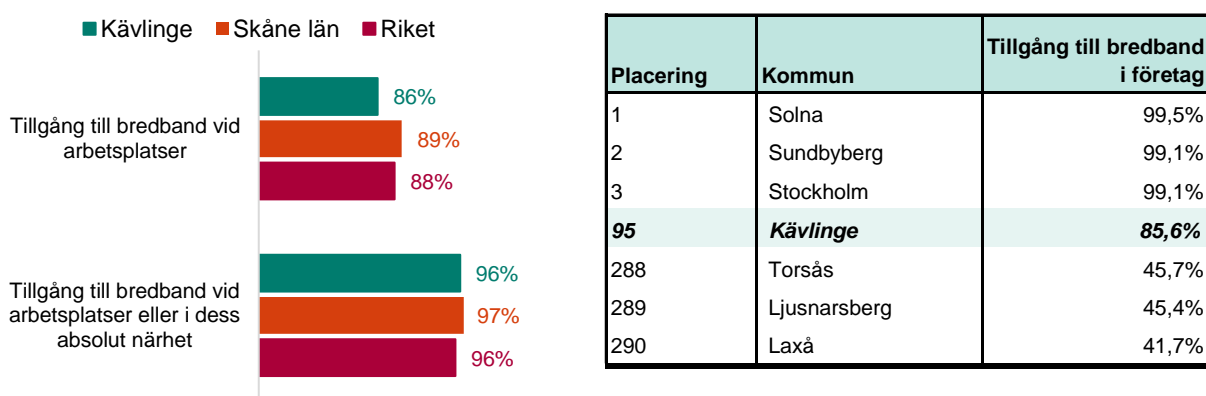 Kävlinge Skåne län Riket
Tillgång till bredband vid
arbetsplatser
86%
89%
88%
Tillgång till bredband vid
arbetsplatser eller i dess
absolut närhet
96%
97%
96%
Placering Kommun Tillgång till bredband
i företag
1 Solna 99,5%
2 Sundbyberg 99,1%
3 Stockholm 99,1%
95 Kävlinge 85,6%
288 Torsås 45,7%
289 Ljusnarsberg 45,4%
290 Laxå 41,7%